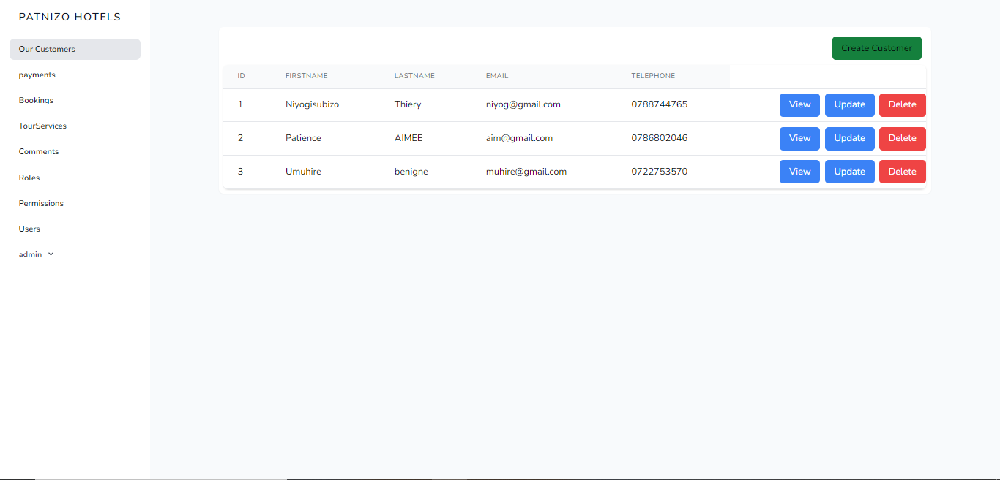 PATNIZO HOTELS
Our Customers
payments
Bookings
TourServices
Comments
Roles
Permissions
Users
admin
Create Customer
ID FIRSTNAME LASTNAME EMAIL TELEPHONE
1 Niyogisubizo Thiery niyog@gmail.com 0788744765 View Update Delete
2 Patience AIMEE aim@gmail.com 0786802046 View Update Delete
3 Umuhire benigne muhire@gmail.com 0722753570 View Update Delete